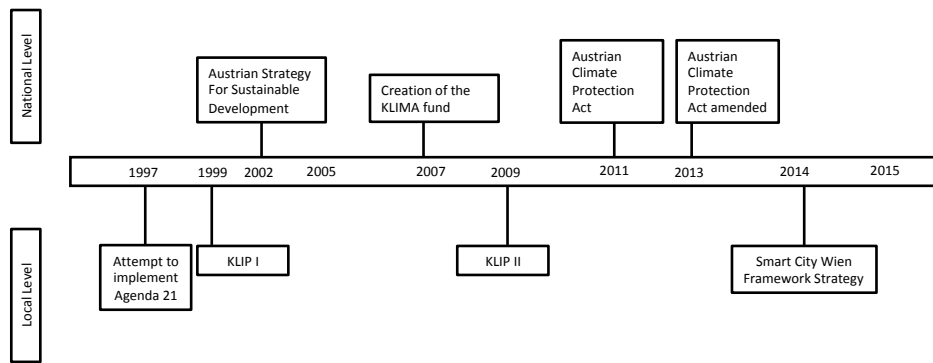 National Level
Austrian Strategy
For Sustainable
Development
Creation of the
KLIMA fund
Austrian
Climate
Protection
Act
Austrian
Climate
Protection
Act amended
1997 1999 2002 2005 2007 2009 2011 2013 2014 2015
Local Level
Attempt to
implement
Agenda 21
KLIP I
KLIP II
Smart City Wien
Framework Strategy